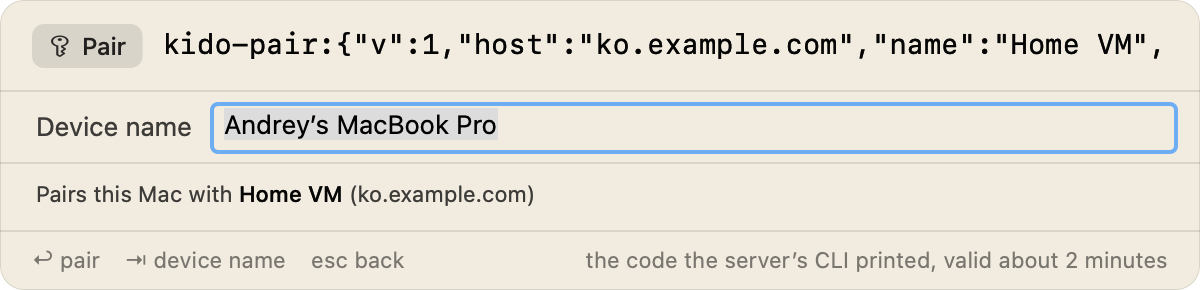 Pair kido-pair:{"v":1,"host":"ko.example.com","name":"Home VM",
Device name Andrey’s MacBook Pro
Pairs this Mac with Home VM (ko.example.com)
↩ pair ⇥ device name esc back the code the server’s CLI printed, valid about 2 minutes